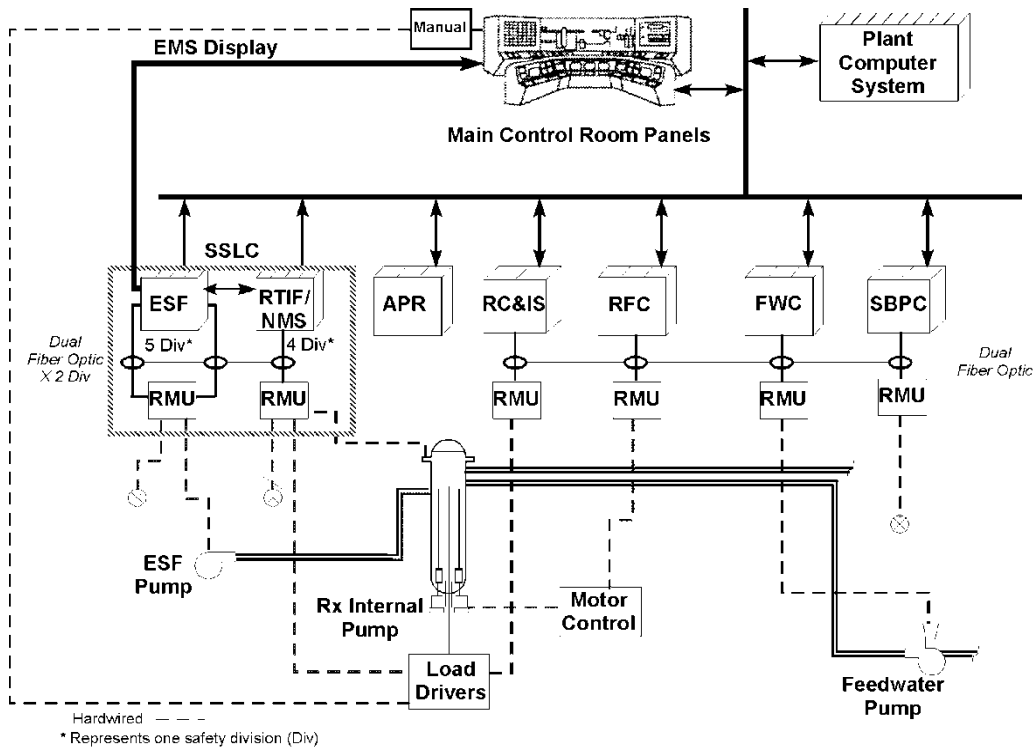 Manual
EMS Display
Plant
Computer
System
Main Control Room Panels
SSLC
ESF
RTIF/
NMS
APR
RC&IS
RFC
FWC
SBPC
5 Div*
4 Div*
Dual
Fiber Optic
X 2 Div
Dual
Fiber Optic
RMU
RMU
RMU
RMU
RMU
RMU
ESF
Pump
Rx Internal
Pump
Motor
Control
Load
Drivers
Feedwater
Pump
Hardwired
* Represents one safety division (Div)